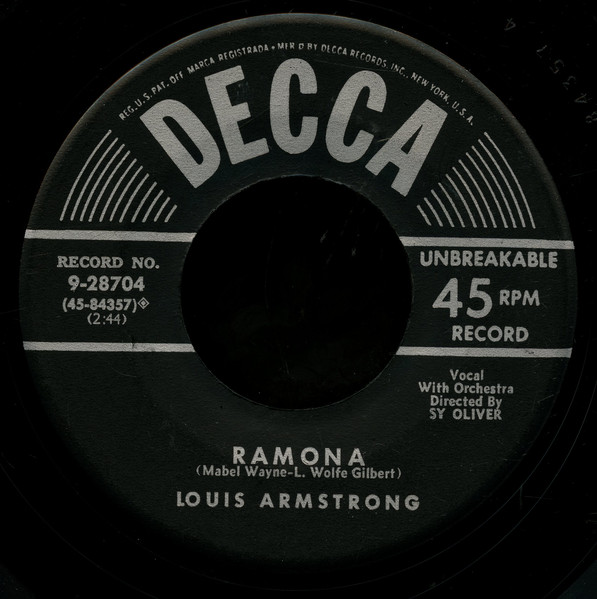 REG. U.S. PAT. OFF. MARCA REGISTRADA • MFR'D BY DECCA RECORDS, INC., NEW YORK, U.S.A.
DECCA
RECORD NO.
9-28704
(45-84357)
(2:44)
UNBREAKABLE
45 RPM
RECORD
Vocal
With Orchestra
Directed By
SY OLIVER
RAMONA
(Mabel Wayne-L. Wolfe Gilbert)
LOUIS ARMSTRONG